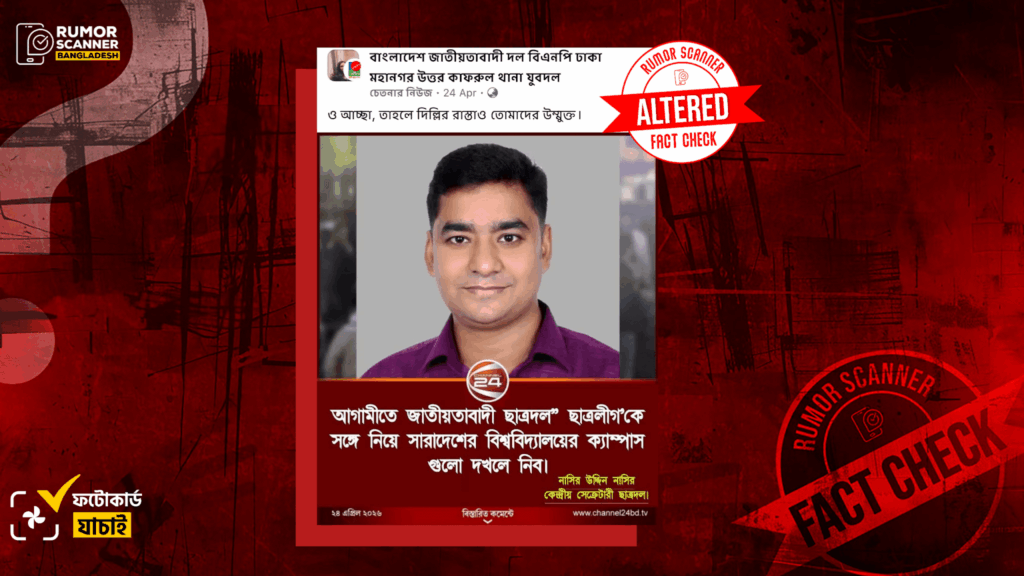 RUMOR
SCANNER
BANGLADESH
বাংলাদেশ জাতীয়তাবাদী দল বিএনপি ঢাকা
মহানগর উত্তর কাফরুল থানা যুবদল
চেতনার নিউজ · 24 Apr ·
ও আচ্ছা, তাহলে দিল্লির রাস্তাও তোমাদের উম্মুক্ত।
RUMOR SCANNER
ALTERED
FACT CHECK
24
আগামীতে জাতীয়তাবাদী ছাত্রদল” ছাত্রলীগ’কে
সঙ্গে নিয়ে সারাদেশের বিশ্ববিদ্যালয়ের ক্যাম্পাস
গুলো দখলে নিব।
নাসির উদ্দিন নাসির
কেন্দ্রীয় সেক্রেটারী ছাত্রদল।
২৪ এপ্রিল ২০২৬
বিস্তারিত কমেন্টে
www.channel24bd.tv
ফটোকার্ড
যাচাই
RUMOR SCANNER
FACT CHECK